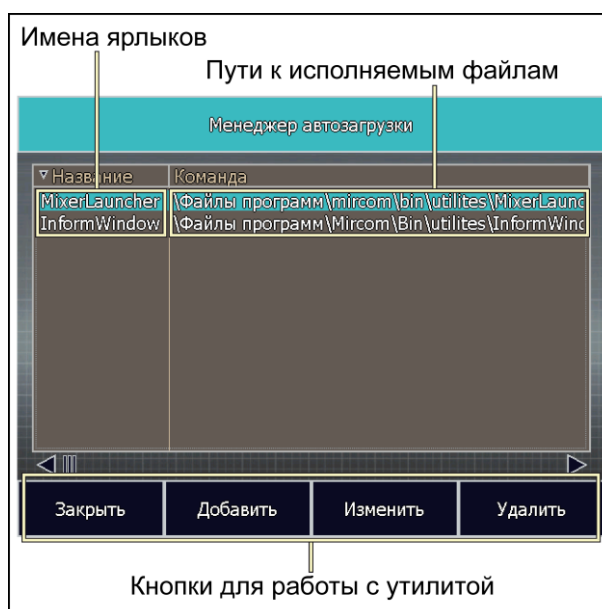 Имена ярлыков
Пути к исполняемым файлам
Менеджер автозагрузки
Название Команда
MixerLauncher \Файлы программ\mircom\bin\utilites\MixerLaunc
InformWindow \Файлы программ\Mircom\Bin\utilites\InformWind
Закрыть Добавить Изменить Удалить
Кнопки для работы с утилитой